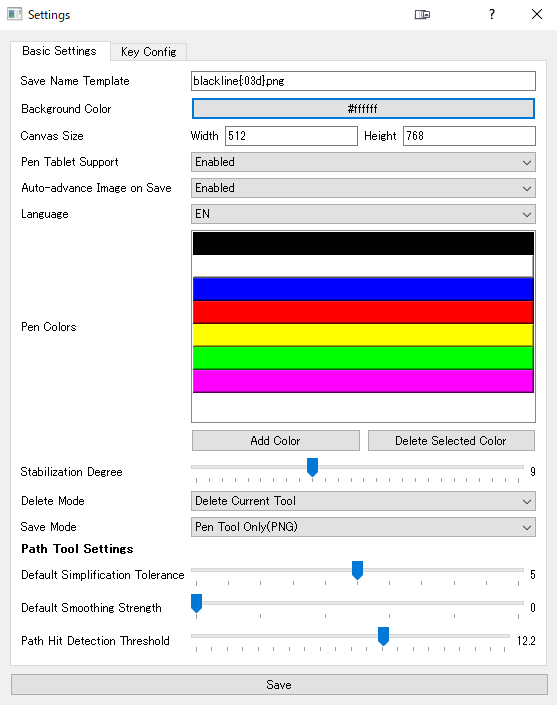 Settings
?
Basic Settings Key Config
Save Name Template blackline{:03d}.png
Background Color #ffffff
Canvas Size Width 512 Height 768
Pen Tablet Support Enabled
Auto-advance Image on Save Enabled
Language EN
Pen Colors
Add Color Delete Selected Color
Stabilization Degree 9
Delete Mode Delete Current Tool
Save Mode Pen Tool Only(PNG)
Path Tool Settings
Default Simplification Tolerance 5
Default Smoothing Strength 0
Path Hit Detection Threshold 12.2
Save